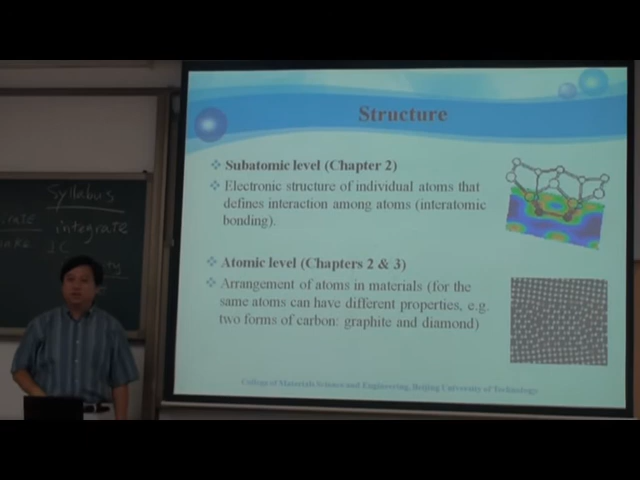 Structure
Subatomic level (Chapter 2)
Electronic structure of individual atoms that
defines interaction among atoms (interatomic
bonding).
Atomic level (Chapters 2 & 3)
Arrangement of atoms in materials (for the
same atoms can have different properties, e.g.
two forms of carbon: graphite and diamond)
College of Materials Science and Engineering, Beijing University of Technology
Syllabus
integrate